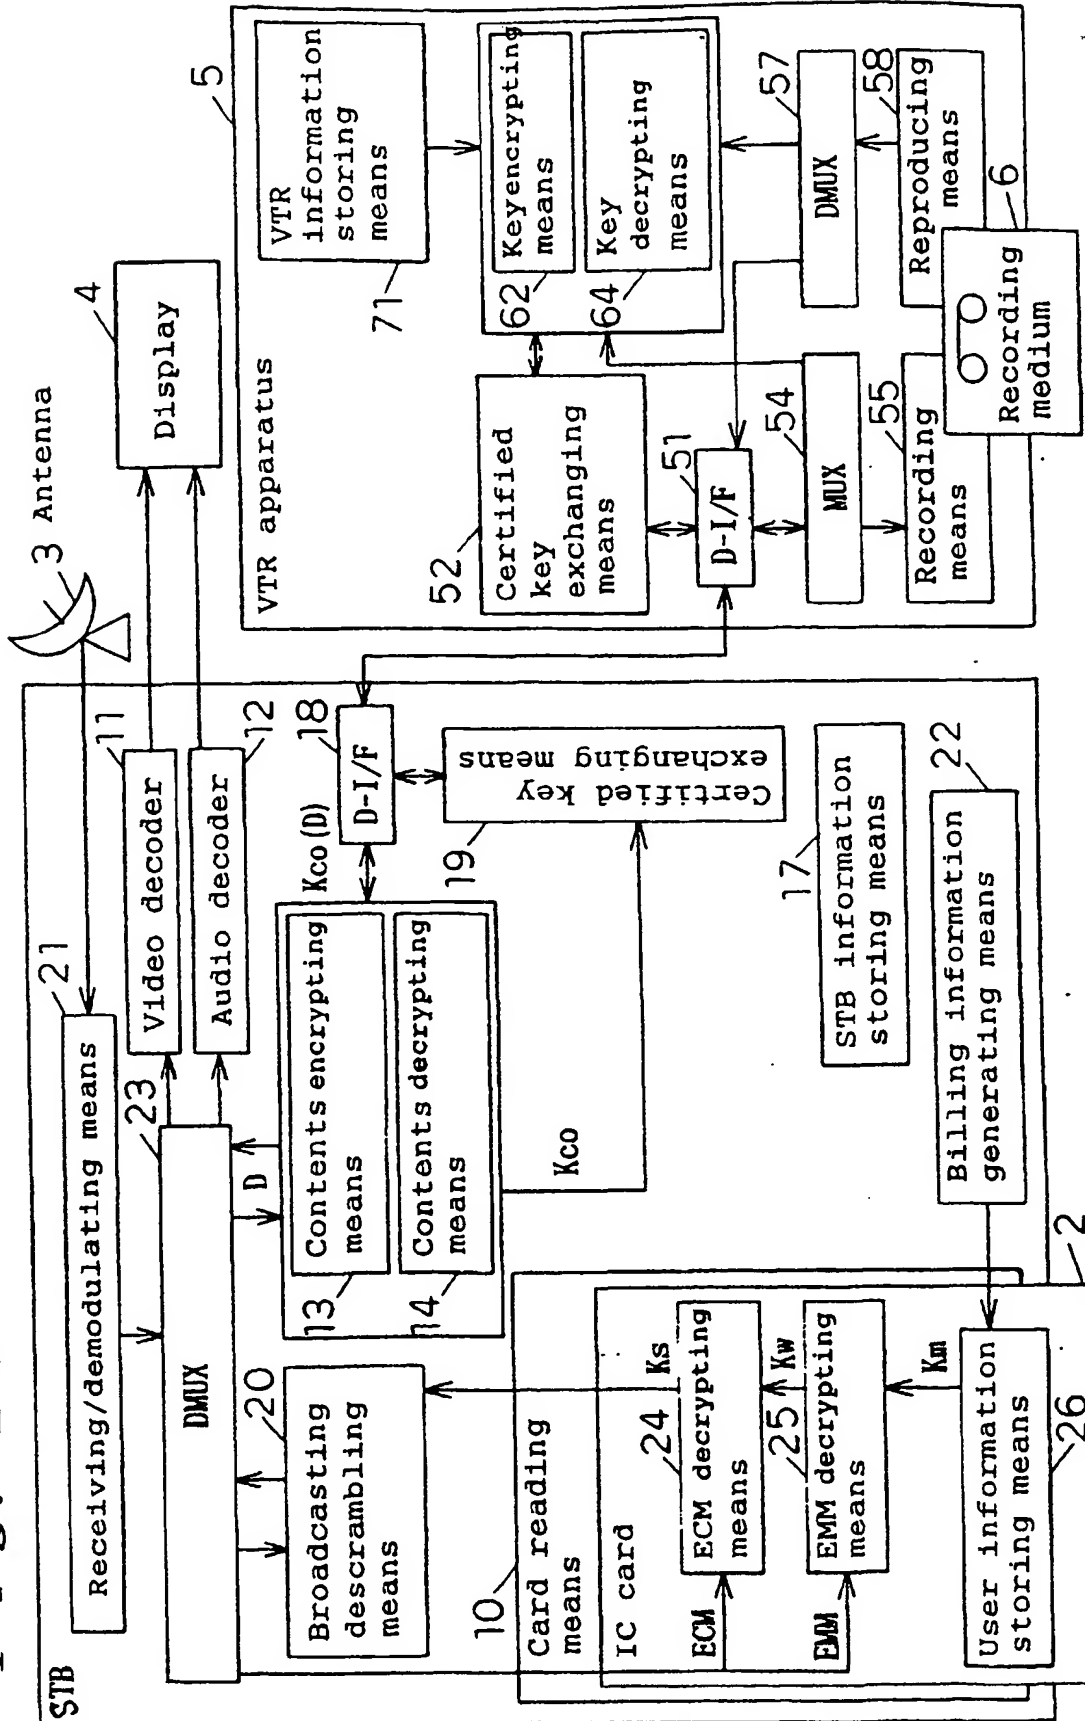 STB
Receiving/demodulating means
21
3
Antenna
DMUX
23
Video decoder
11
Audio decoder
12
Display
4
Broadcasting
descrambling
means
20
D
Contents encrypting
means
13
Contents decrypting
means
14
Kco(D)
D-I/F
18
Certified key
exchanging means
19
Kco
STB information
storing means
17
Billing information
generating means
22
Card reading
means
10
IC card
2
ECM
ECM decrypting
means
24
Ks
EMM
EMM decrypting
means
25
Kw
Km
User information
storing means
26
VTR apparatus
5
VTR
information
storing
means
71
Keyencrypting
means
62
Key
decrypting
means
64
Certified
key
exchanging
means
52
D-I/F
51
MUX
54
DMUX
57
Recording
means
55
Reproducing
means
58
Recording
medium
6